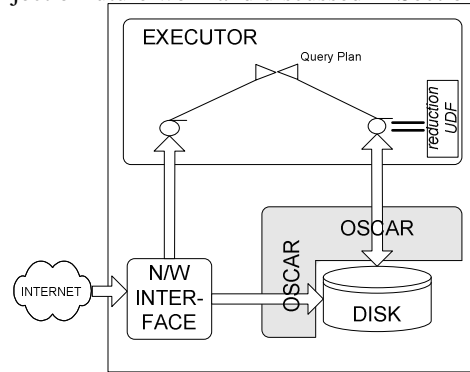 EXECUTOR
Query Plan
reduction
UDF
OSCAR
OSCAR
INTERNET
N/W
INTER-
FACE
DISK